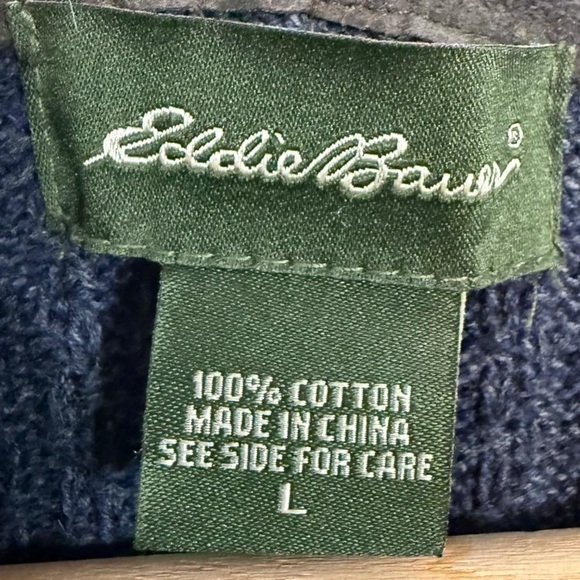 Eddie Bauer®
100% COTTON
MADE IN CHINA
SEE SIDE FOR CARE
L